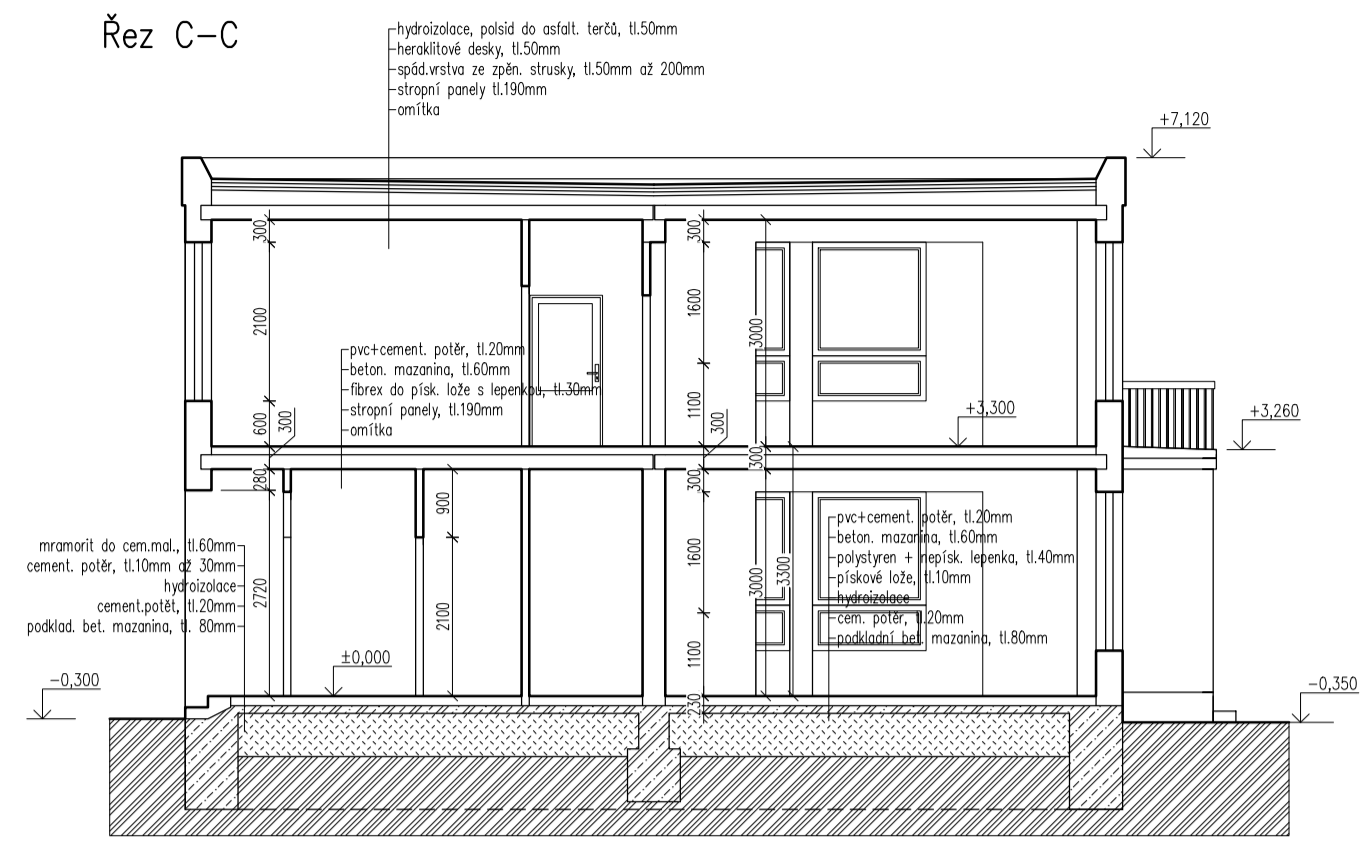 Řez C-C
hydroizolace, polsid do asfalt. terčů, tl.50mm
heraklitové desky, tl.50mm
spád.vrstva ze zpěn. strusky, tl.50mm až 200mm
stropní panely tl.190mm
omítka
+7,120
300
2100
600
300
280
2720
pvc+cement. potěr, tl.20mm
beton. mazanina, tl.60mm
fibrex do písk. lože s lepenkou, tl.30mm
stropní panely, tl.190mm
omítka
300
1600
1100
300
300
1600
1100
230
3000
300
3000
3300
+3,300
+3,260
900
2100
mramorit do cem.mal., tl.60mm
cement. potěr, tl.10mm až 30mm
hydroizolace
cement.potět, tl.20mm
podklad. bet. mazanina, tl. 80mm
pvc+cement. potěr, tl.20mm
beton. mazanina, tl.60mm
polystyren + nepísk. lepenka, tl.40mm
pískové lože, tl.10mm
hydroizolace
cem. potěr, tl.20mm
podkladní bet. mazanina, tl.80mm
±0,000
-0,300
-0,350